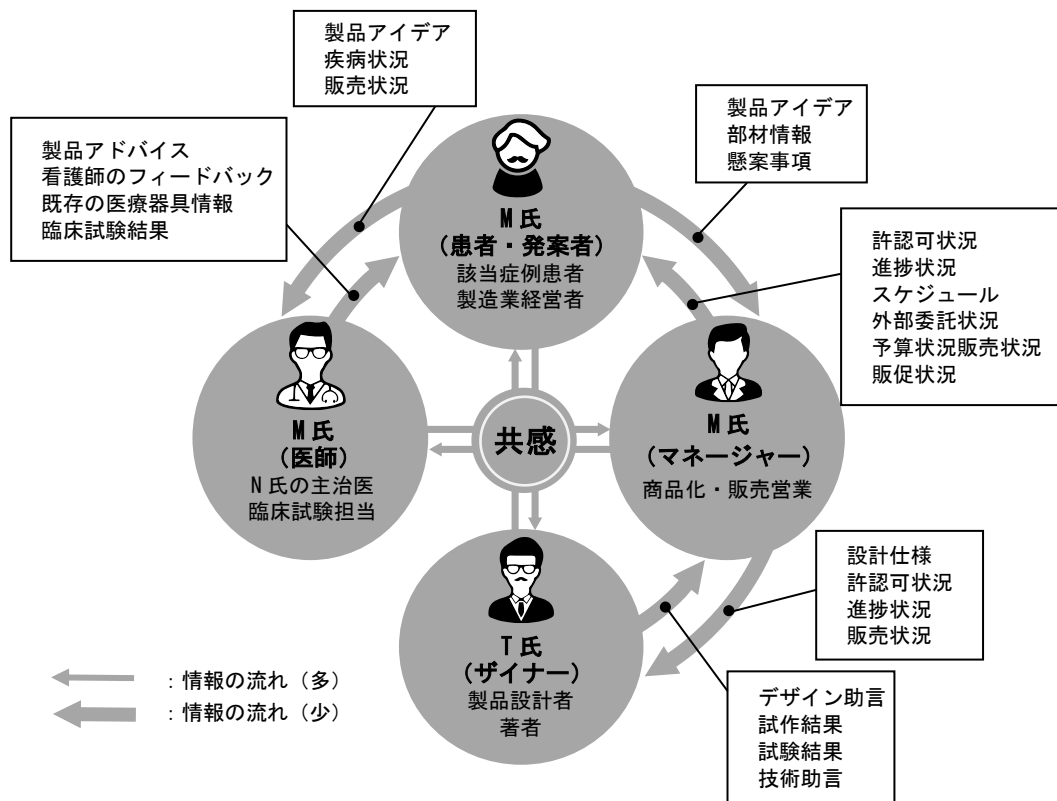 製品アイデア
疾病状況
販売状況
製品アイデア
部材情報
懸案事項
製品アドバイス
看護師のフィードバック
既存の医療器具情報
臨床試験結果
M氏
(患者・発案者)
該当症例患者
製造業経営者
許認可状況
進捗状況
スケジュール
外部委託状況
予算状況販売状況
販促状況
M氏
(医師)
N氏の主治医
臨床試験担当
共感
M氏
(マネージャー)
商品化・販売営業
設計仕様
許認可状況
進捗状況
販売状況
T氏
(ザイナー)
製品設計者
著者
デザイン助言
試作結果
試験結果
技術助言
:情報の流れ(多)
:情報の流れ(少)